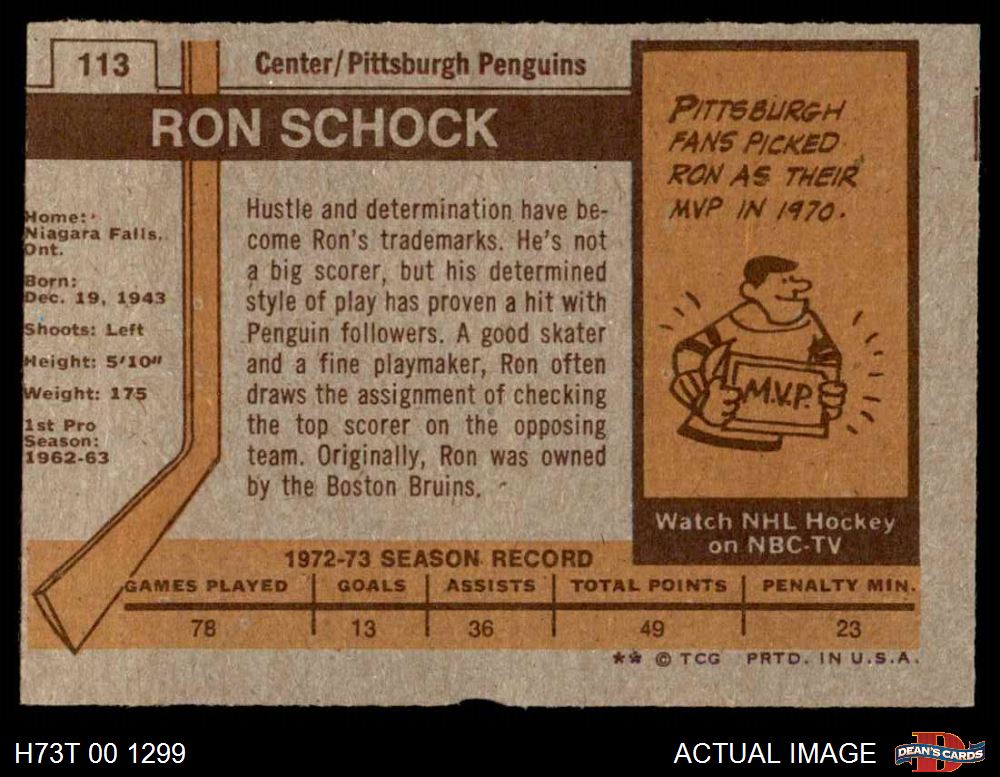 113
Center/Pittsburgh Penguins
RON SCHOCK
Home:
Niagara Falls,
Ont.
Born:
Dec. 19, 1943
Shoots: Left
Height: 5'10"
Weight: 175
1st Pro
Season:
1962-63
Hustle and determination have be-
come Ron's trademarks. He's not
a big scorer, but his determined
style of play has proven a hit with
Penguin followers. A good skater
and a fine playmaker, Ron often
draws the assignment of checking
the top scorer on the opposing
team. Originally, Ron was owned
by the Boston Bruins.
PITTSBURGH
FANS PICKED
RON AS THEIR
MVP IN 1970.
M.V.P.
Watch NHL Hockey
on NBC-TV
1972-73 SEASON RECORD
GAMES PLAYED GOALS ASSISTS TOTAL POINTS PENALTY MIN.
78 13 36 49 23
** © TCG PRTD. IN U.S.A.
H73T 00 1299
ACTUAL IMAGE
DEAN'S CARDS